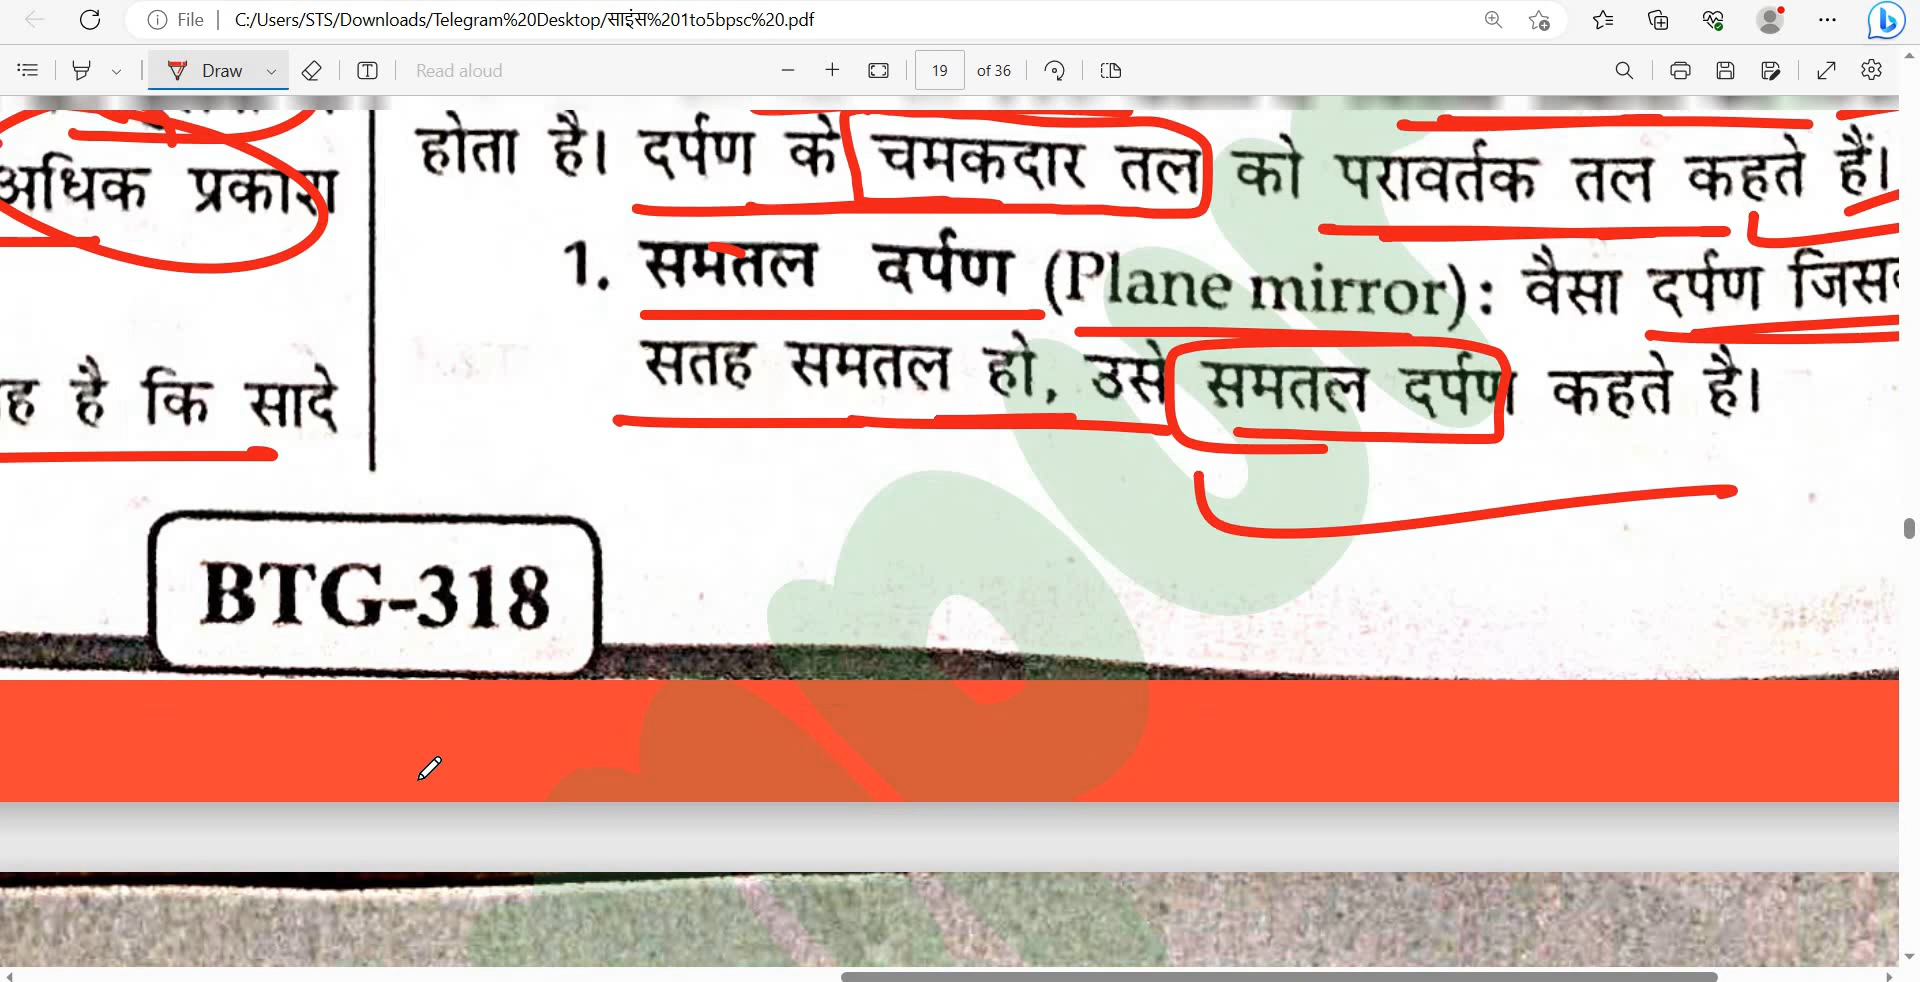 File
C:/Users/STS/Downloads/Telegram%20Desktop/साइंस%201to5bpsc%20.pdf
Draw
Read aloud
19 of 36
अधिक प्रकाश
है कि सादे
होता है। दर्पण के चमकदार तल को परावर्तक तल कहते हैं।
1. समतल दर्पण (Plane mirror): वैसा दर्पण
सतह समतल हो, उसे समतल दर्पण कहते है।
BTG-318